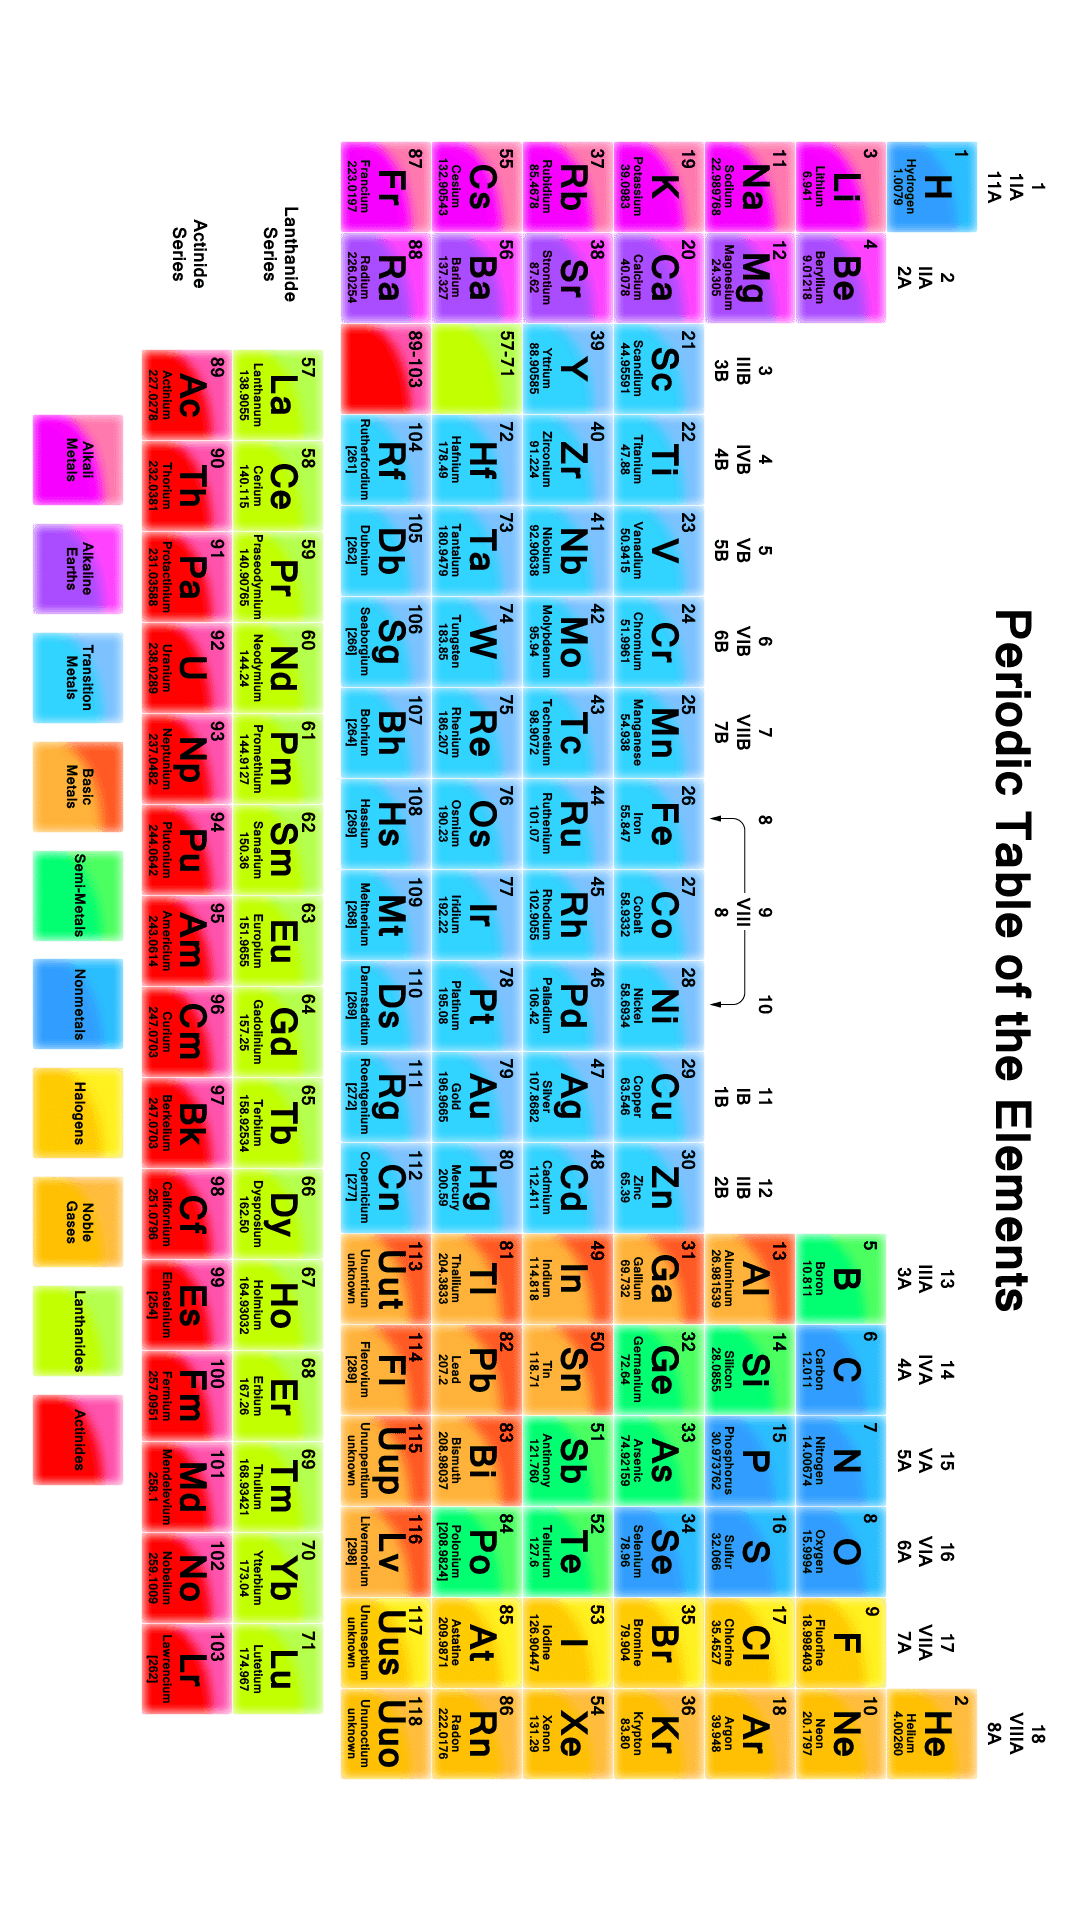 Periodic Table of the Elements
1
1IA
11A
18
VIIIA
8A
2
IIA
2A
13
IIIA
3A
14
IVA
4A
15
VA
5A
16
VIA
6A
17
VIIA
7A
3
IIIB
3B
4
IVB
4B
5
VB
5B
6
VIB
6B
7
VIIB
7B
8
9
10
VIII
8
11
IB
1B
12
IIB
2B
1
H
Hydrogen
1.0079
2
He
Helium
4.00260
3
Li
Lithium
6.941
4
Be
Beryllium
9.01218
5
B
Boron
10.811
6
C
Carbon
12.011
7
N
Nitrogen
14.00674
8
O
Oxygen
15.9994
9
F
Fluorine
18.998403
10
Ne
Neon
20.1797
11
Na
Sodium
22.989768
12
Mg
Magnesium
24.305
13
Al
Aluminum
26.981539
14
Si
Silicon
28.0855
15
P
Phosphorus
30.973762
16
S
Sulfur
32.066
17
Cl
Chlorine
35.4527
18
Ar
Argon
39.948
19
K
Potassium
39.0983
20
Ca
Calcium
40.078
21
Sc
Scandium
44.95591
22
Ti
Titanium
47.88
23
V
Vanadium
50.9415
24
Cr
Chromium
51.9961
25
Mn
Manganese
54.938
26
Fe
Iron
55.847
27
Co
Cobalt
58.9332
28
Ni
Nickel
58.6934
29
Cu
Copper
63.546
30
Zn
Zinc
65.39
31
Ga
Gallium
69.732
32
Ge
Germanium
72.64
33
As
Arsenic
74.92159
34
Se
Selenium
78.96
35
Br
Bromine
79.904
36
Kr
Krypton
83.80
37
Rb
Rubidium
85.4678
38
Sr
Strontium
87.62
39
Y
Yttrium
88.90585
40
Zr
Zirconium
91.224
41
Nb
Niobium
92.90638
42
Mo
Molybdenum
95.94
43
Tc
Technetium
98.9072
44
Ru
Ruthenium
101.07
45
Rh
Rhodium
102.9055
46
Pd
Palladium
106.42
47
Ag
Silver
107.8682
48
Cd
Cadmium
112.411
49
In
Indium
114.818
50
Sn
Tin
118.71
51
Sb
Antimony
121.760
52
Te
Tellurium
127.6
53
I
Iodine
126.90447
54
Xe
Xenon
131.29
55
Cs
Cesium
132.90543
56
Ba
Barium
137.327
57-71
72
Hf
Hafnium
178.49
73
Ta
Tantalum
180.9479
74
W
Tungsten
183.85
75
Re
Rhenium
186.207
76
Os
Osmium
190.23
77
Ir
Iridium
192.22
78
Pt
Platinum
195.08
79
Au
Gold
196.9665
80
Hg
Mercury
200.59
81
Tl
Thallium
204.3833
82
Pb
Lead
207.2
83
Bi
Bismuth
208.98037
84
Po
Polonium
[208.9824]
85
At
Astatine
209.9871
86
Rn
Radon
222.0176
87
Fr
Francium
223.0197
88
Ra
Radium
226.0254
89-103
104
Rf
Rutherfordium
[261]
105
Db
Dubnium
[262]
106
Sg
Seaborgium
[266]
107
Bh
Bohrium
[264]
108
Hs
Hassium
[269]
109
Mt
Meitnerium
[268]
110
Ds
Darmstadtium
[269]
111
Rg
Roentgenium
[272]
112
Cn
Copernicium
[277]
113
Uut
Ununtrium
unknown
114
Fl
Flerovium
[289]
115
Uup
Ununpentium
unknown
116
Lv
Livermorium
[298]
117
Uus
Ununseptium
unknown
118
Uuo
Ununoctium
unknown
Lanthanide
Series
57
La
Lanthanum
138.9055
58
Ce
Cerium
140.115
59
Pr
Praseodymium
140.90765
60
Nd
Neodymium
144.24
61
Pm
Promethium
144.9127
62
Sm
Samarium
150.36
63
Eu
Europium
151.9655
64
Gd
Gadolinium
157.25
65
Tb
Terbium
158.92534
66
Dy
Dysprosium
162.50
67
Ho
Holmium
164.93032
68
Er
Erbium
167.26
69
Tm
Thulium
168.93421
70
Yb
Ytterbium
173.04
71
Lu
Lutetium
174.967
Actinide
Series
89
Ac
Actinium
227.0278
90
Th
Thorium
232.0381
91
Pa
Protactinium
231.03588
92
U
Uranium
238.0289
93
Np
Neptunium
237.0482
94
Pu
Plutonium
244.0642
95
Am
Americium
243.0614
96
Cm
Curium
247.0703
97
Bk
Berkelium
247.0703
98
Cf
Californium
251.0796
99
Es
Einsteinium
[254]
100
Fm
Fermium
257.0951
101
Md
Mendelevium
258.1
102
No
Nobelium
259.1009
103
Lr
Lawrencium
[262]
Alkali
Metals
Alkaline
Earths
Transition
Metals
Basic
Metals
Semi-Metals
Nonmetals
Halogens
Noble
Gases
Lanthanides
Actinides